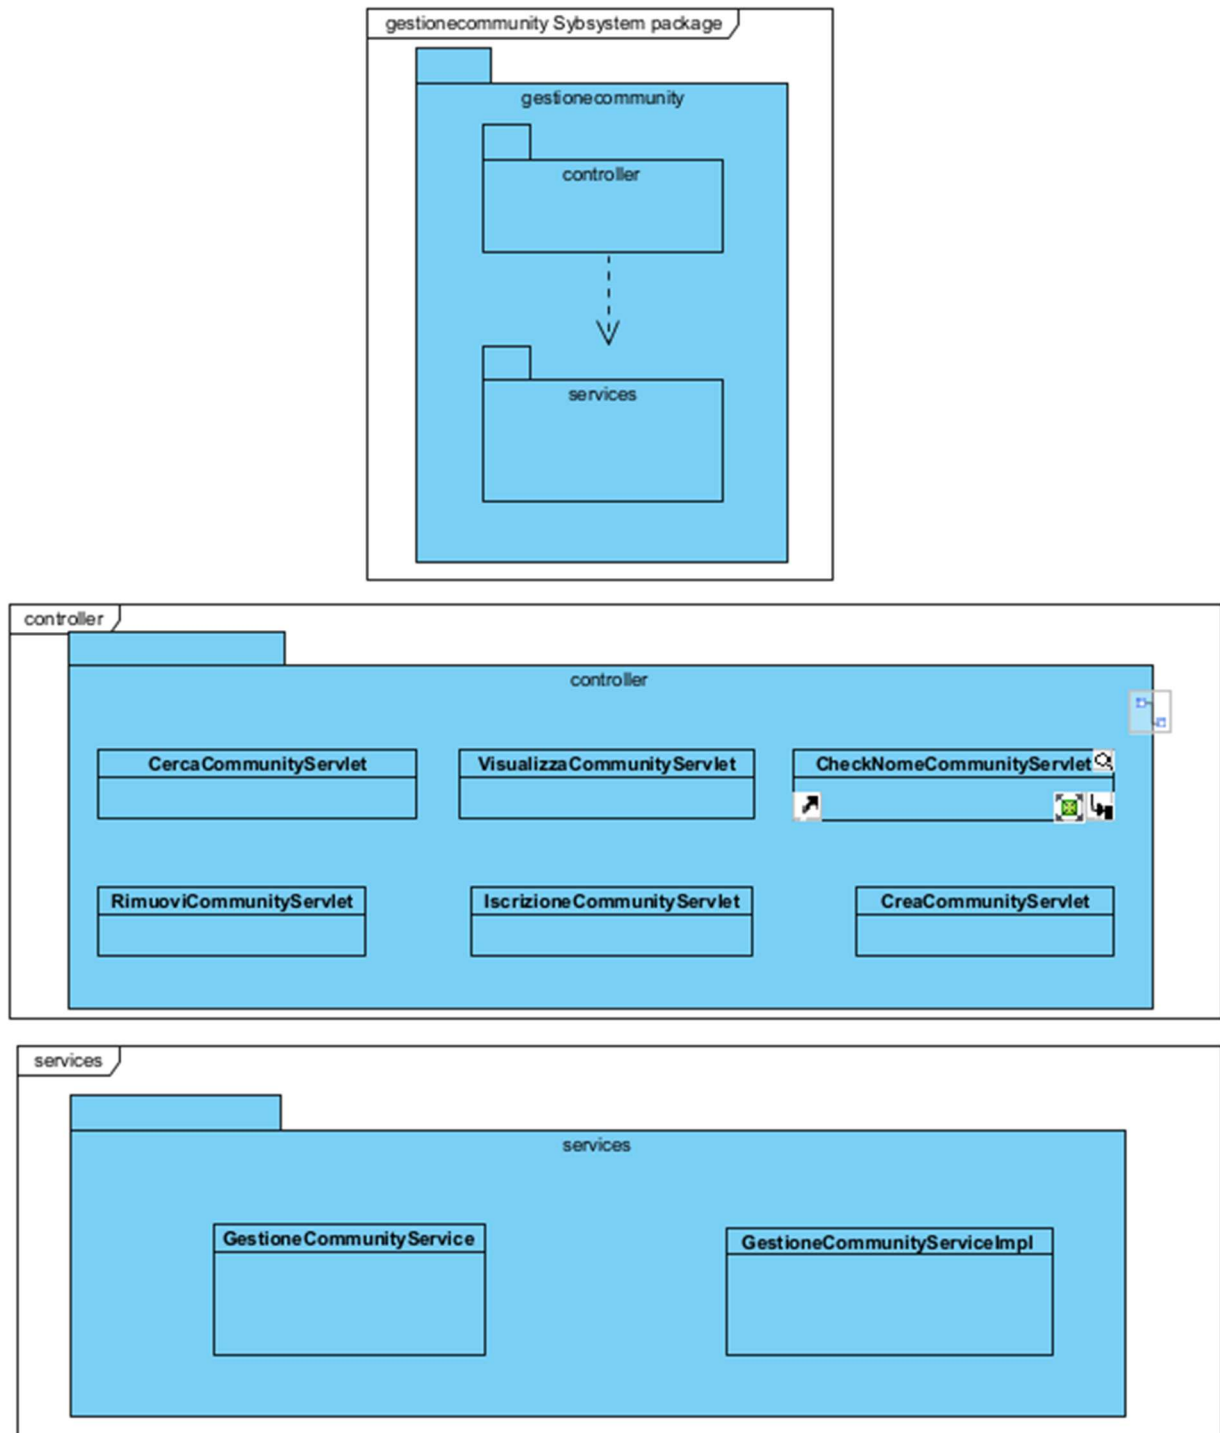 gestionecommunity Sybsystem package
gestionecommunity
controller
services
controller
controller
CercaCommunityServlet
VisualizzaCommunityServlet
CheckNomeCommunityServlet
RimuoviCommunityServlet
IscrizioneCommunityServlet
CreaCommunityServlet
services
services
GestioneCommunityService
GestioneCommunityServiceImpl